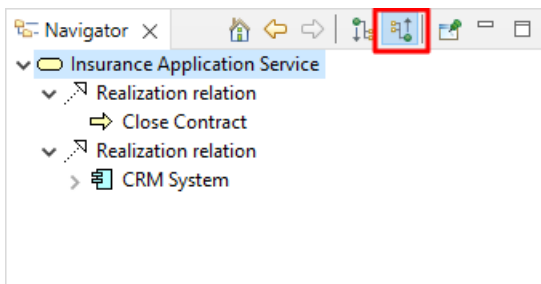 Navigator
Insurance Application Service
Realization relation
Close Contract
Realization relation
CRM System